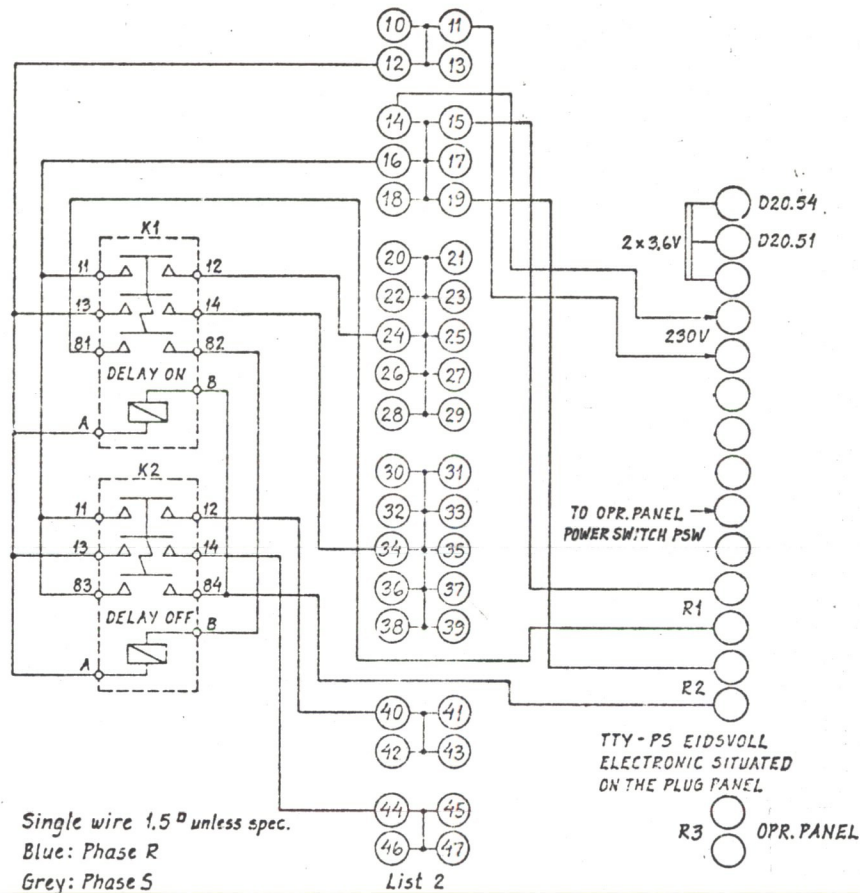 10 11
12 13
14 15
16 17
18 19
D20.54
K1
2 x 3,6V
D20.51
20 21
11 12
22 23
13 14
230V
24 25
81 82
DELAY ON
26 27
B
28 29
A
K2
30 31
11 12
32 33
TO OPR. PANEL
POWER SWITCH PSW
13 14
34 35
83 84
36 37
R1
DELAY OFF
B
38 39
A
R2
40 41
42 43
TTY - PS EIDSVOLL
ELECTRONIC SITUATED
ON THE PLUG PANEL
44 45
46 47
R3
OPR. PANEL
Single wire 1.5 □ unless spec.
Blue: Phase R
Grey: Phase S
List 2